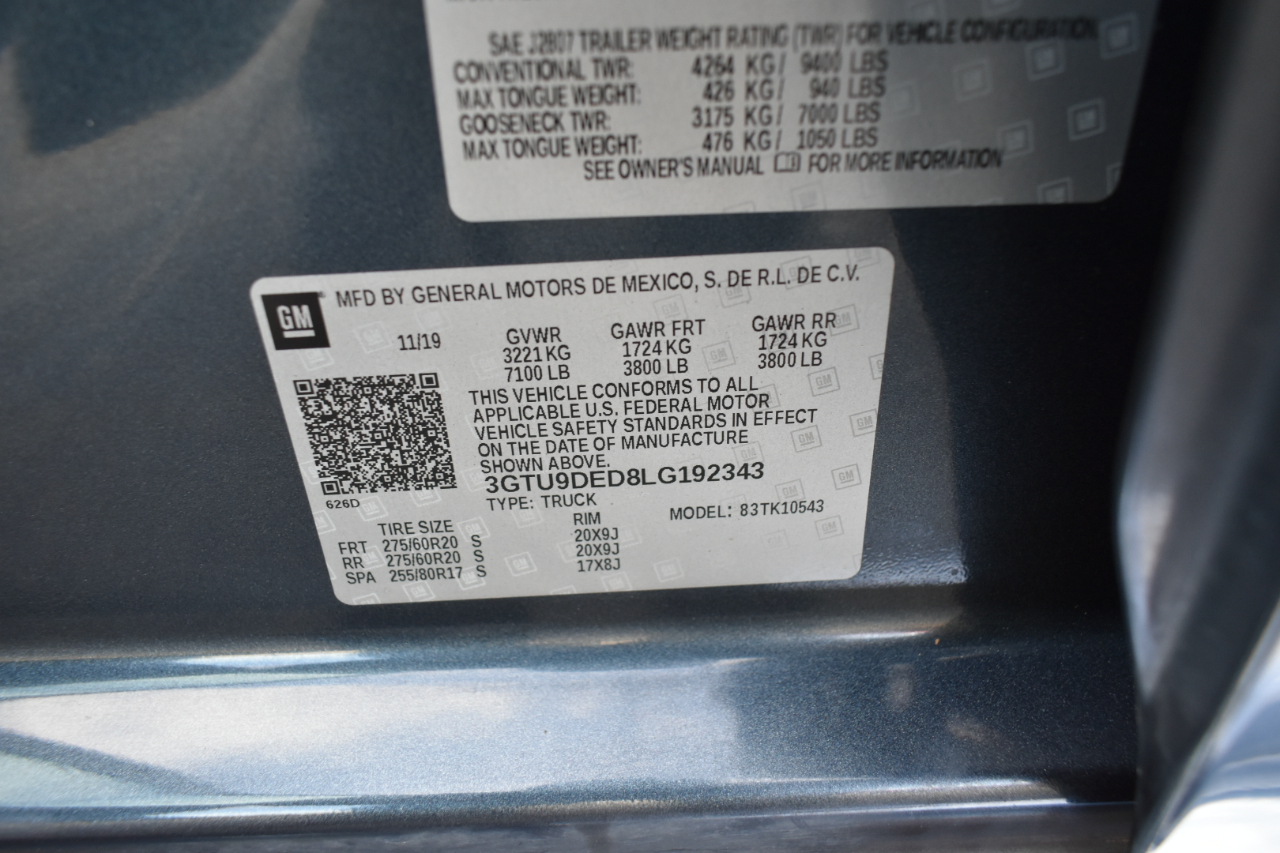 SAE J2807 TRAILER WEIGHT RATING (TWR) FOR VEHICLE CONFIGURATION
CONVENTIONAL TWR: 4264 KG/ 9400 LBS
MAX TONGUE WEIGHT: 426 KG/ 940 LBS
GOOSENECK TWR: 3175 KG/ 7000 LBS
MAX TONGUE WEIGHT: 476 KG/ 1050 LBS
SEE OWNER'S MANUAL FOR MORE INFORMATION
GM
MFD BY GENERAL MOTORS DE MEXICO, S. DE R.L. DE C.V.
11/19 GVWR GAWR FRT GAWR RR
3221 KG 1724 KG 1724 KG
7100 LB 3800 LB 3800 LB
THIS VEHICLE CONFORMS TO ALL
APPLICABLE U.S. FEDERAL MOTOR
VEHICLE SAFETY STANDARDS IN EFFECT
ON THE DATE OF MANUFACTURE
SHOWN ABOVE.
3GTU9DED8LG192343
626D
TYPE: TRUCK MODEL: 83TK10543
TIRE SIZE RIM
FRT 275/60R20 S 20X9J
RR 275/60R20 S 20X9J
SPA 255/80R17 S 17X8J